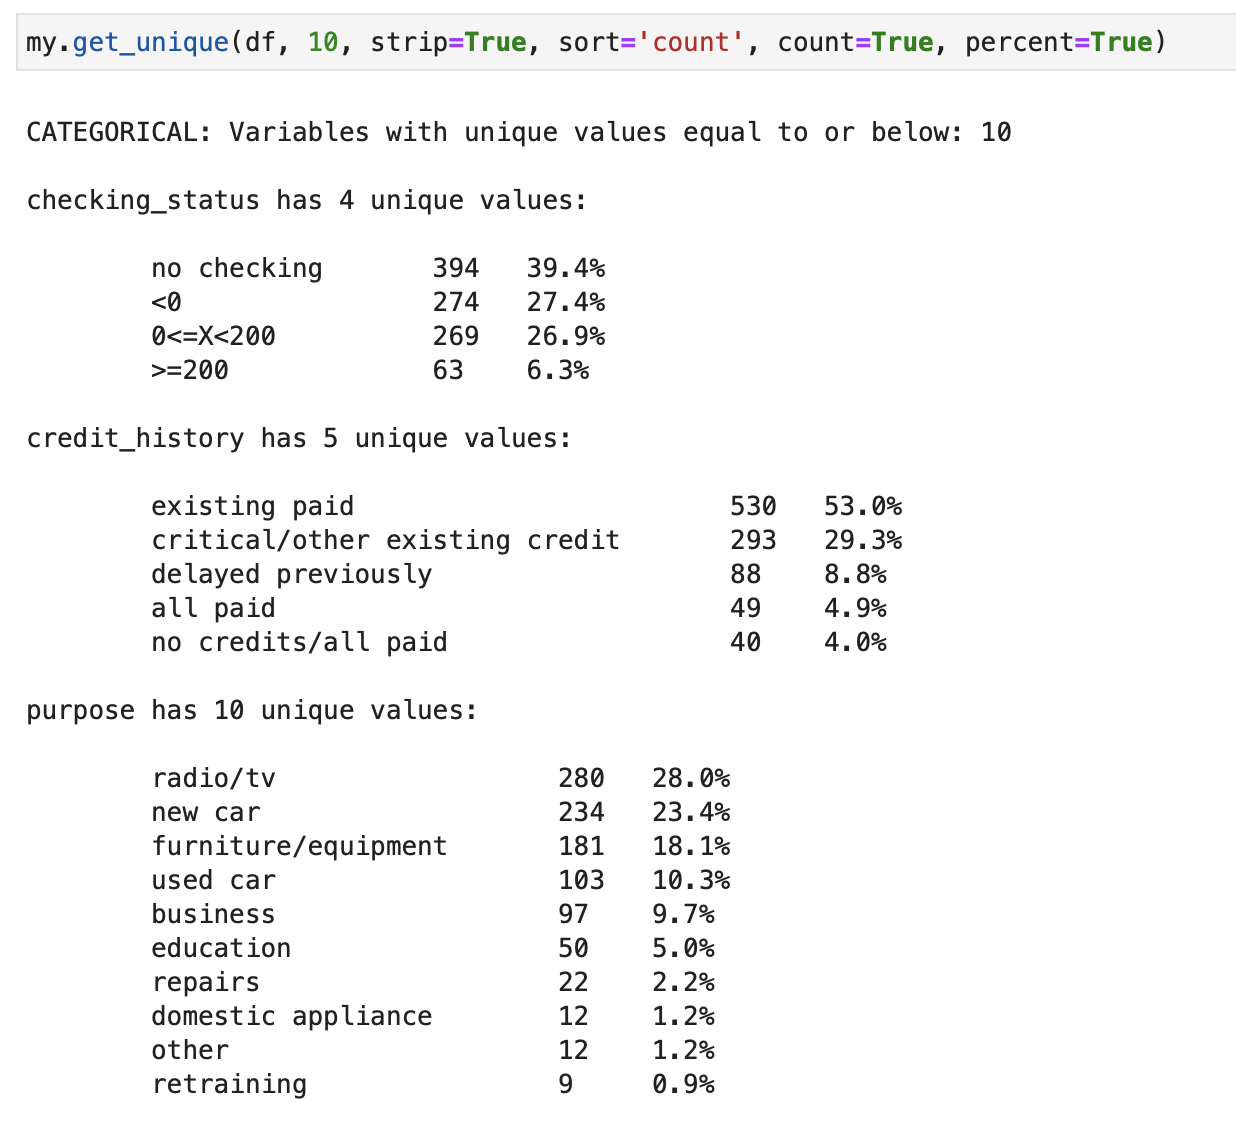 my.get_unique(df, 10, strip=True, sort='count', count=True, percent=True)
CATEGORICAL: Variables with unique values equal to or below: 10
checking_status has 4 unique values:
no checking 394 39.4%
<0 274 27.4%
0<=X<200 269 26.9%
>=200 63 6.3%
credit_history has 5 unique values:
existing paid 530 53.0%
critical/other existing credit 293 29.3%
delayed previously 88 8.8%
all paid 49 4.9%
no credits/all paid 40 4.0%
purpose has 10 unique values:
radio/tv 280 28.0%
new car 234 23.4%
furniture/equipment 181 18.1%
used car 103 10.3%
business 97 9.7%
education 50 5.0%
repairs 22 2.2%
domestic appliance 12 1.2%
other 12 1.2%
retraining 9 0.9%